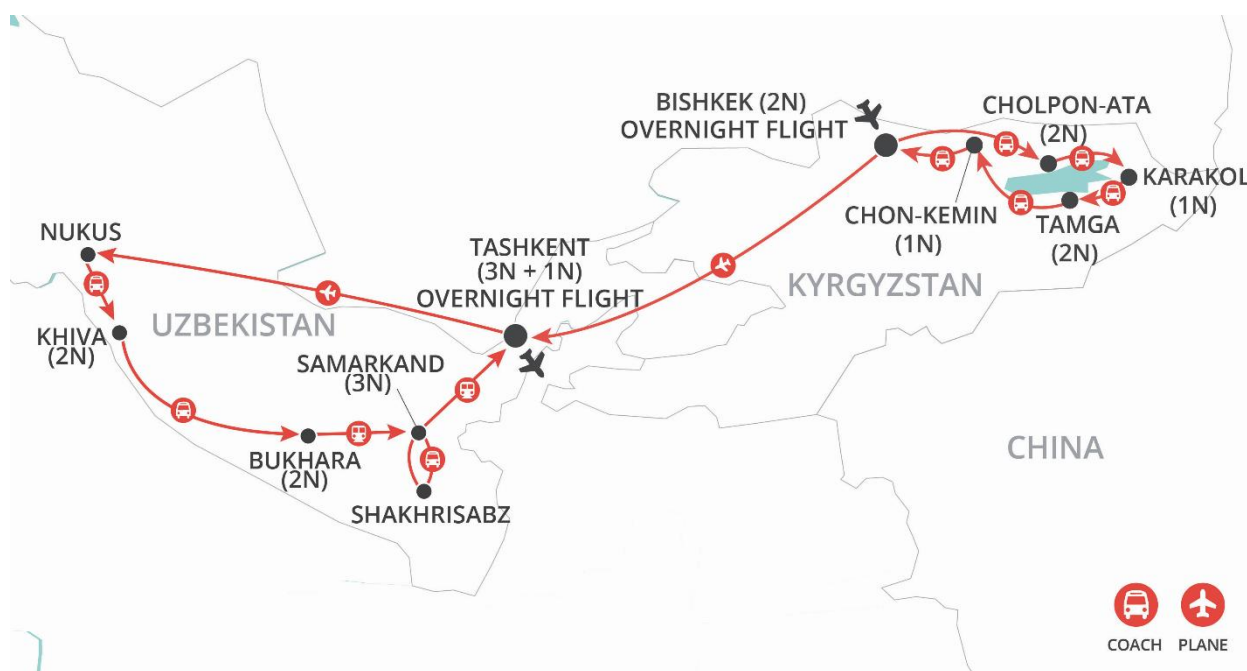 BISHKEK (2N)
OVERNIGHT FLIGHT
CHOLPON-ATA
(2N)
KARAKOL
(1N)
CHON-KEMIN
(1N)
TAMGA
(2N)
KYRGYZSTAN
NUKUS
TASHKENT
(3N + 1N)
OVERNIGHT FLIGHT
UZBEKISTAN
KHIVA
(2N)
SAMARKAND
(3N)
BUKHARA
(2N)
SHAKHRISABZ
CHINA
COACH
PLANE